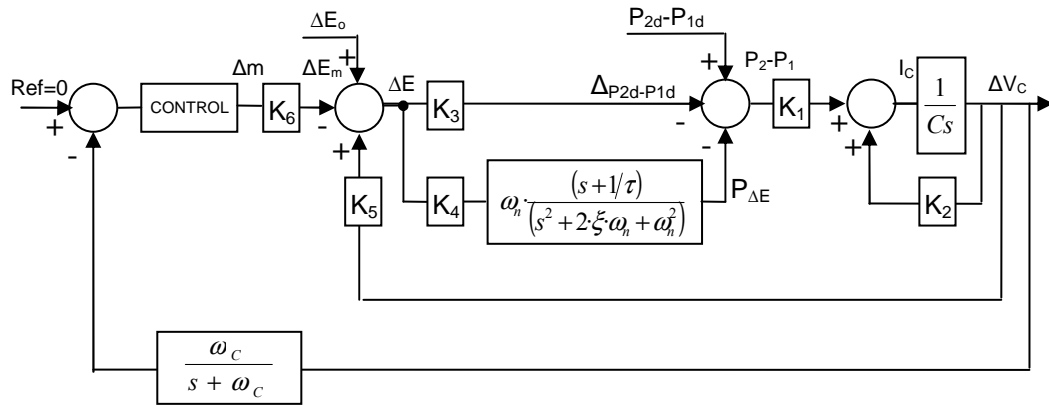 ΔEₒ
P2d-P1d
+
+
Ref=0
Δm
ΔEm
ΔE
P2-P1
IC
ΔVC
CONTROL
K6
K3
ΔP2d-P1d
K1
1/Cs
+
-
-
+
-
-
+
+
K5
K4
ωn · (s + 1/τ) / (s² + 2·ξ·ωn + ωn²)
PΔE
K2
ωC / (s + ωC)